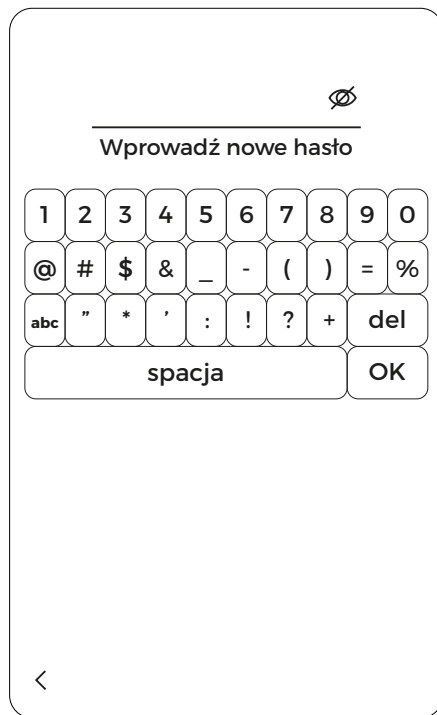 Wprowadź nowe hasło
1 2 3 4 5 6 7 8 9 0
@ # $ & _ - ( ) = %
abc ” * ’ : ! ? + del
spacja OK